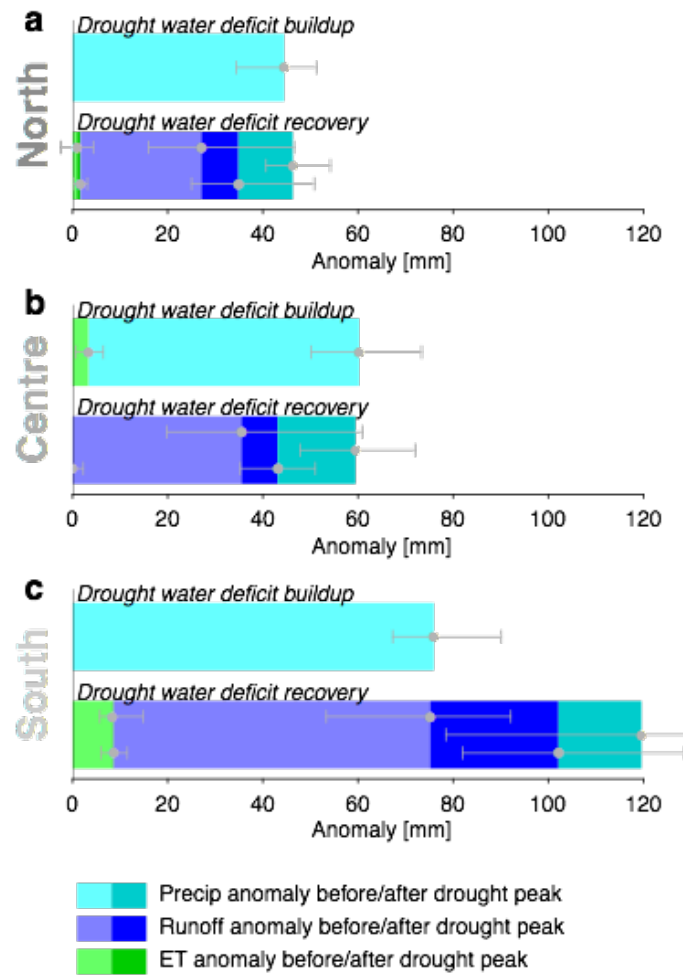 a
North
Drought water deficit buildup
Drought water deficit recovery
0 20 40 60 80 100 120
Anomaly [mm]
b
Centre
Drought water deficit buildup
Drought water deficit recovery
0 20 40 60 80 100 120
Anomaly [mm]
c
South
Drought water deficit buildup
Drought water deficit recovery
0 20 40 60 80 100 120
Anomaly [mm]
Precip anomaly before/after drought peak
Runoff anomaly before/after drought peak
ET anomaly before/after drought peak